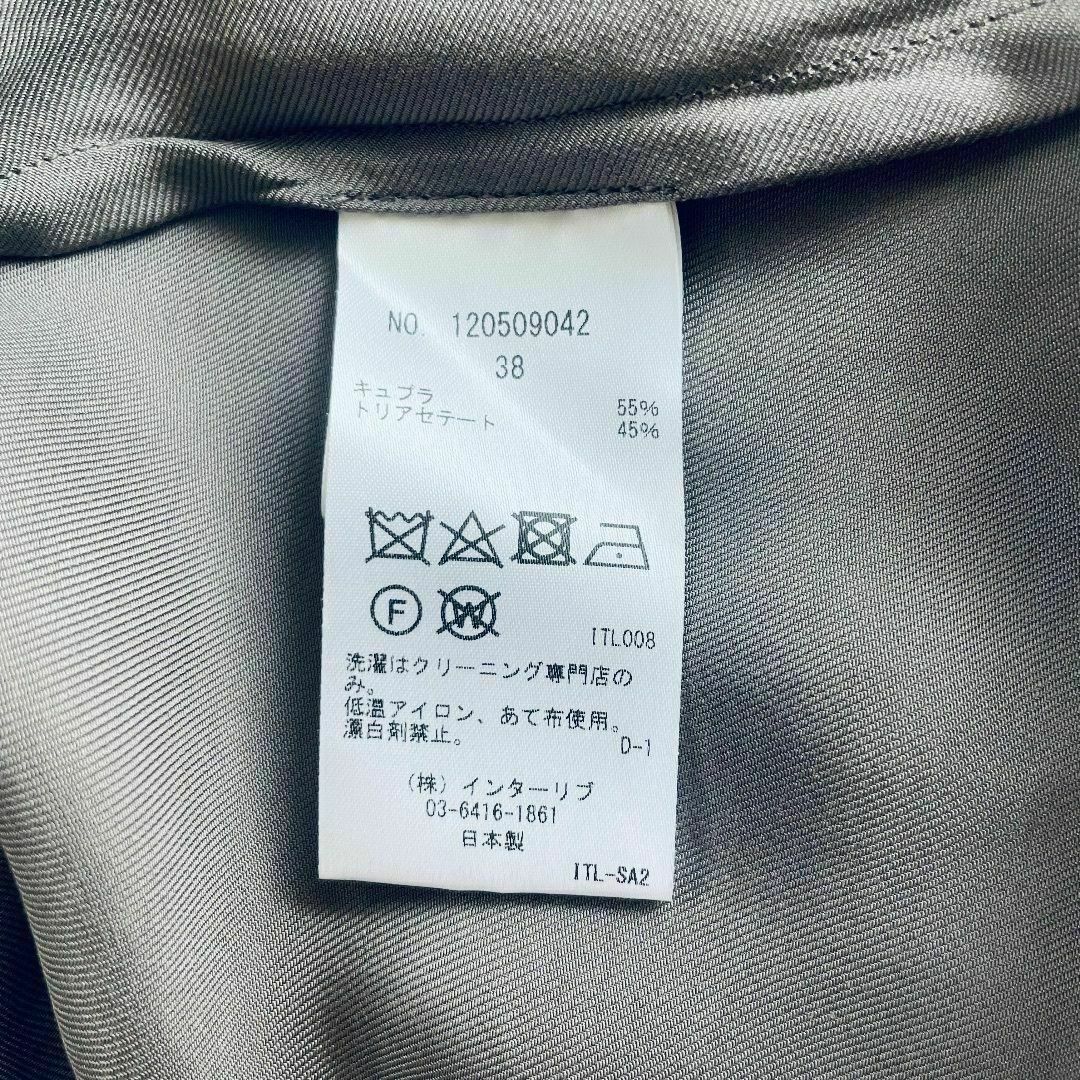 NO. 120509042
38
キュプラ 55%
トリアセテート 45%
F W
ITL008
洗濯はクリーニング専門店の
み。
低温アイロン、あて布使用。
漂白剤禁止。 D-1
(株)インターリブ
03-6416-1861
日本製
ITL-SA2